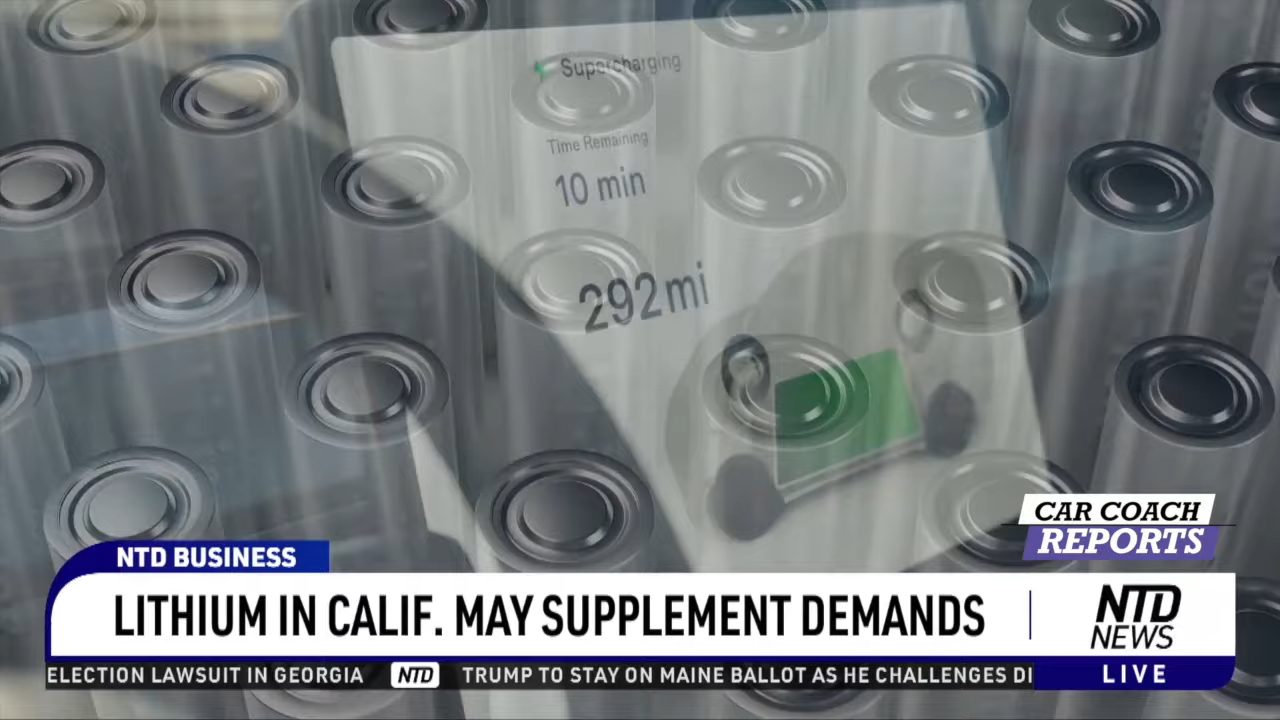 Supercharging
Time Remaining
10 min
292 mi
CAR COACH
REPORTS
NTD BUSINESS
LITHIUM IN CALIF. MAY SUPPLEMENT DEMANDS
NTD
NEWS
ELECTION LAWSUIT IN GEORGIA NTD TRUMP TO STAY ON MAINE BALLOT AS HE CHALLENGES DI
LIVE